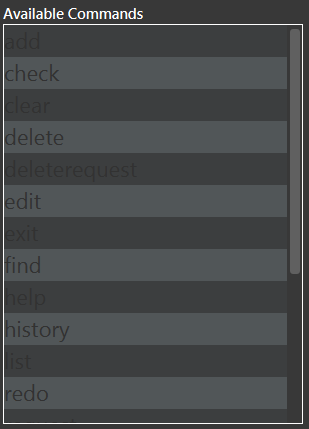 Available Commands
add
check
clear
delete
deleterequest
edit
exit
find
help
history
list
redo